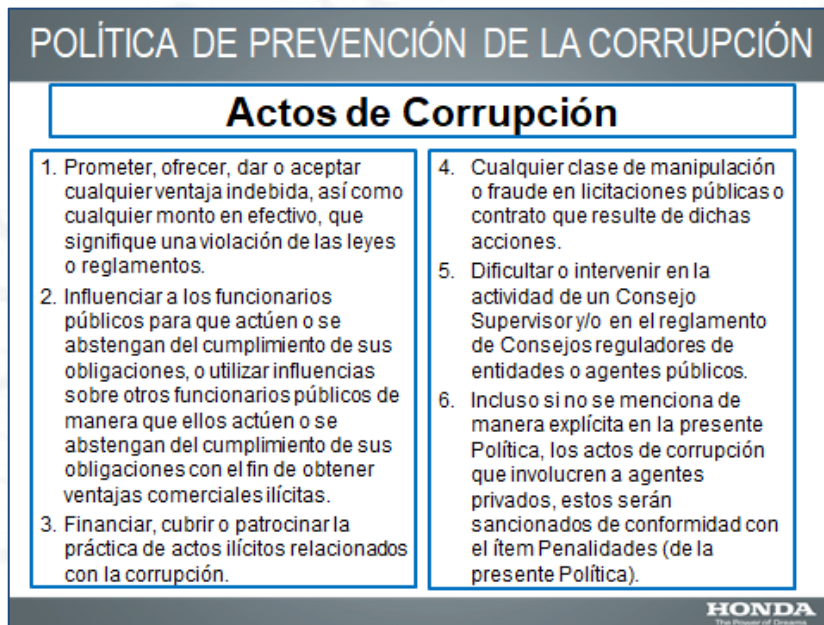 POLÍTICA DE PREVENCIÓN DE LA CORRUPCIÓN
Actos de Corrupción
1. Prometer, ofrecer, dar o aceptar
cualquier ventaja indebida, así como
cualquier monto en efectivo, que
signifique una violación de las leyes
o reglamentos.
2. Influenciar a los funcionarios
públicos para que actúen o se
abstengan del cumplimiento de sus
obligaciones, o utilizar influencias
sobre otros funcionarios públicos de
manera que ellos actúen o se
abstengan del cumplimiento de sus
obligaciones con el fin de obtener
ventajas comerciales ilícitas.
3. Financiar, cubrir o patrocinar la
práctica de actos ilícitos relacionados
con la corrupción.
4. Cualquier clase de manipulación
o fraude en licitaciones públicas o
contrato que resulte de dichas
acciones.
5. Dificultar o intervenir en la
actividad de un Consejo
Supervisor y/o en el reglamento
de Consejos reguladores de
entidades o agentes públicos.
6. Incluso si no se menciona de
manera explícita en la presente
Política, los actos de corrupción
que involucren a agentes
privados, estos serán
sancionados de conformidad con
el ítem Penalidades (de la
presente Política).
HONDA
The Power of Dreams